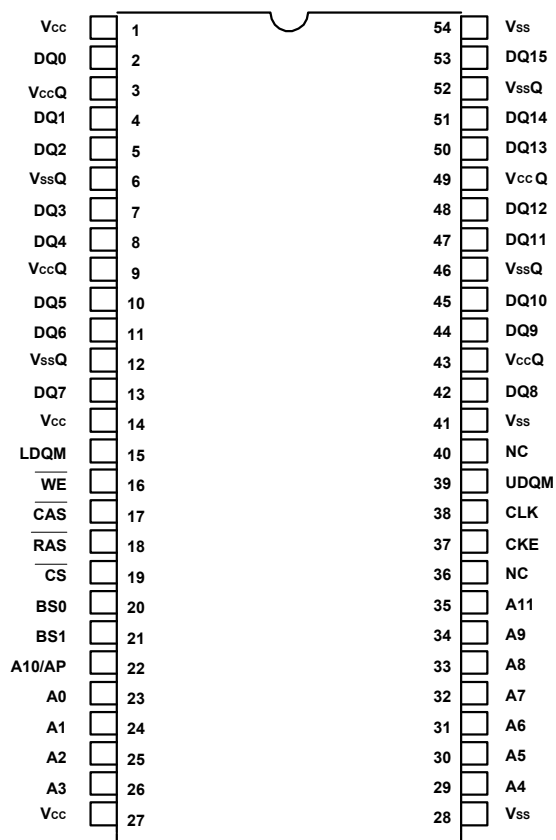 Vcc 1 54 Vss
DQ0 2 53 DQ15
VccQ 3 52 VssQ
DQ1 4 51 DQ14
DQ2 5 50 DQ13
VssQ 6 49 VccQ
DQ3 7 48 DQ12
DQ4 8 47 DQ11
VccQ 9 46 VssQ
DQ5 10 45 DQ10
DQ6 11 44 DQ9
VssQ 12 43 VccQ
DQ7 13 42 DQ8
Vcc 14 41 Vss
LDQM 15 40 NC
WE 16 39 UDQM
CAS 17 38 CLK
RAS 18 37 CKE
CS 19 36 NC
BS0 20 35 A11
BS1 21 34 A9
A10/AP 22 33 A8
A0 23 32 A7
A1 24 31 A6
A2 25 30 A5
A3 26 29 A4
Vcc 27 28 Vss